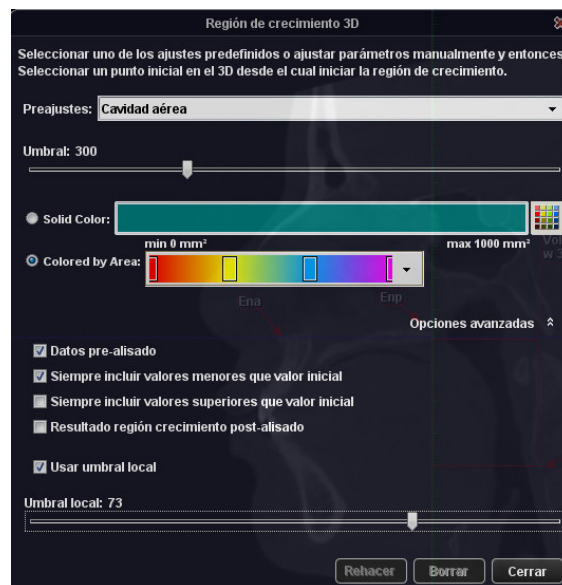 Región de crecimiento 3D
Seleccionar uno de los ajustes predefinidos o ajustar parámetros manualmente y entonces
Seleccionar un punto inicial en el 3D desde el cual iniciar la región de crecimiento.
Preajustes: Cavidad aérea
Umbral: 300
Solid Color:
min 0 mm² max 1000 mm²
Colored by Area:
Ena Enp
Opciones avanzadas
Datos pre-alisado
Siempre incluir valores menores que valor inicial
Siempre incluir valores superiores que valor inicial
Resultado región crecimiento post-alisado
Usar umbral local
Umbral local: 73
Rehacer Borrar Cerrar